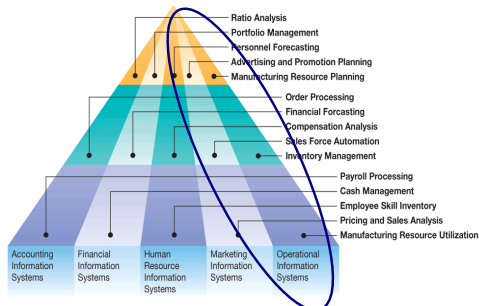 Ratio Analysis
Portfolio Management
Personnel Forecasting
Advertising and Promotion Planning
Manufacturing Resource Planning
Order Processing
Financial Forcasting
Compensation Analysis
Sales Force Automation
Inventory Management
Payroll Processing
Cash Management
Employee Skill Inventory
Pricing and Sales Analysis
Manufacturing Resource Utilization
Accounting
Information
Systems
Financial
Information
Systems
Human
Resource
Information
Systems
Marketing
Information
Systems
Operational
Information
Systems